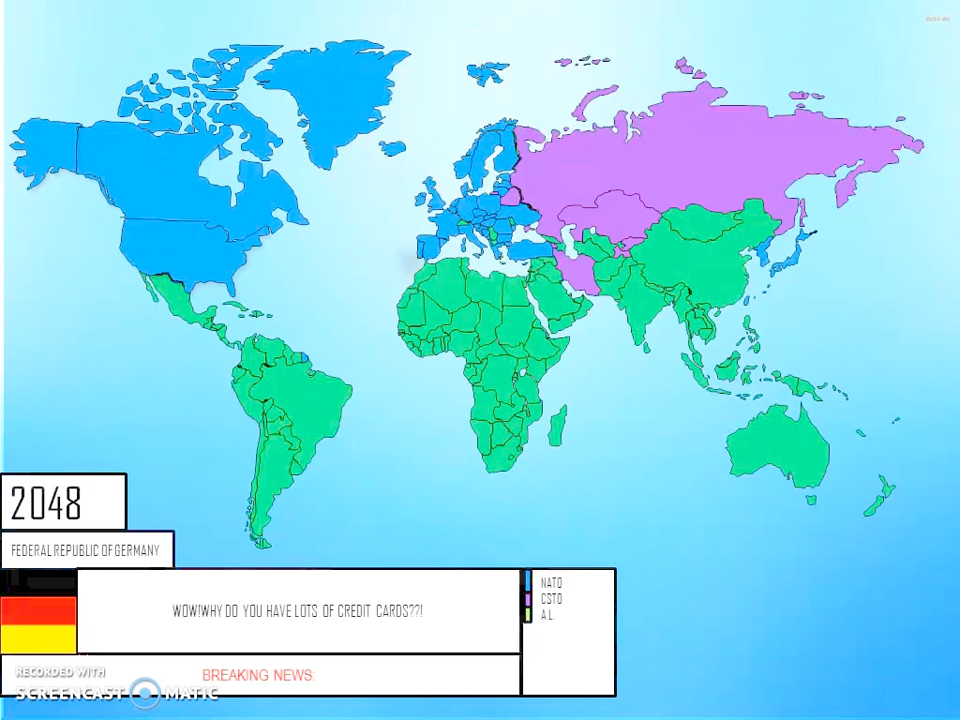 2048
FEDERAL REPUBLIC OF GERMANY
WOW!WHY DO YOU HAVE LOTS OF CREDIT CARDS??!
NATO
CSTO
A.L.
BREAKING NEWS:
RECORDED WITH
SCREENCAST MATIC